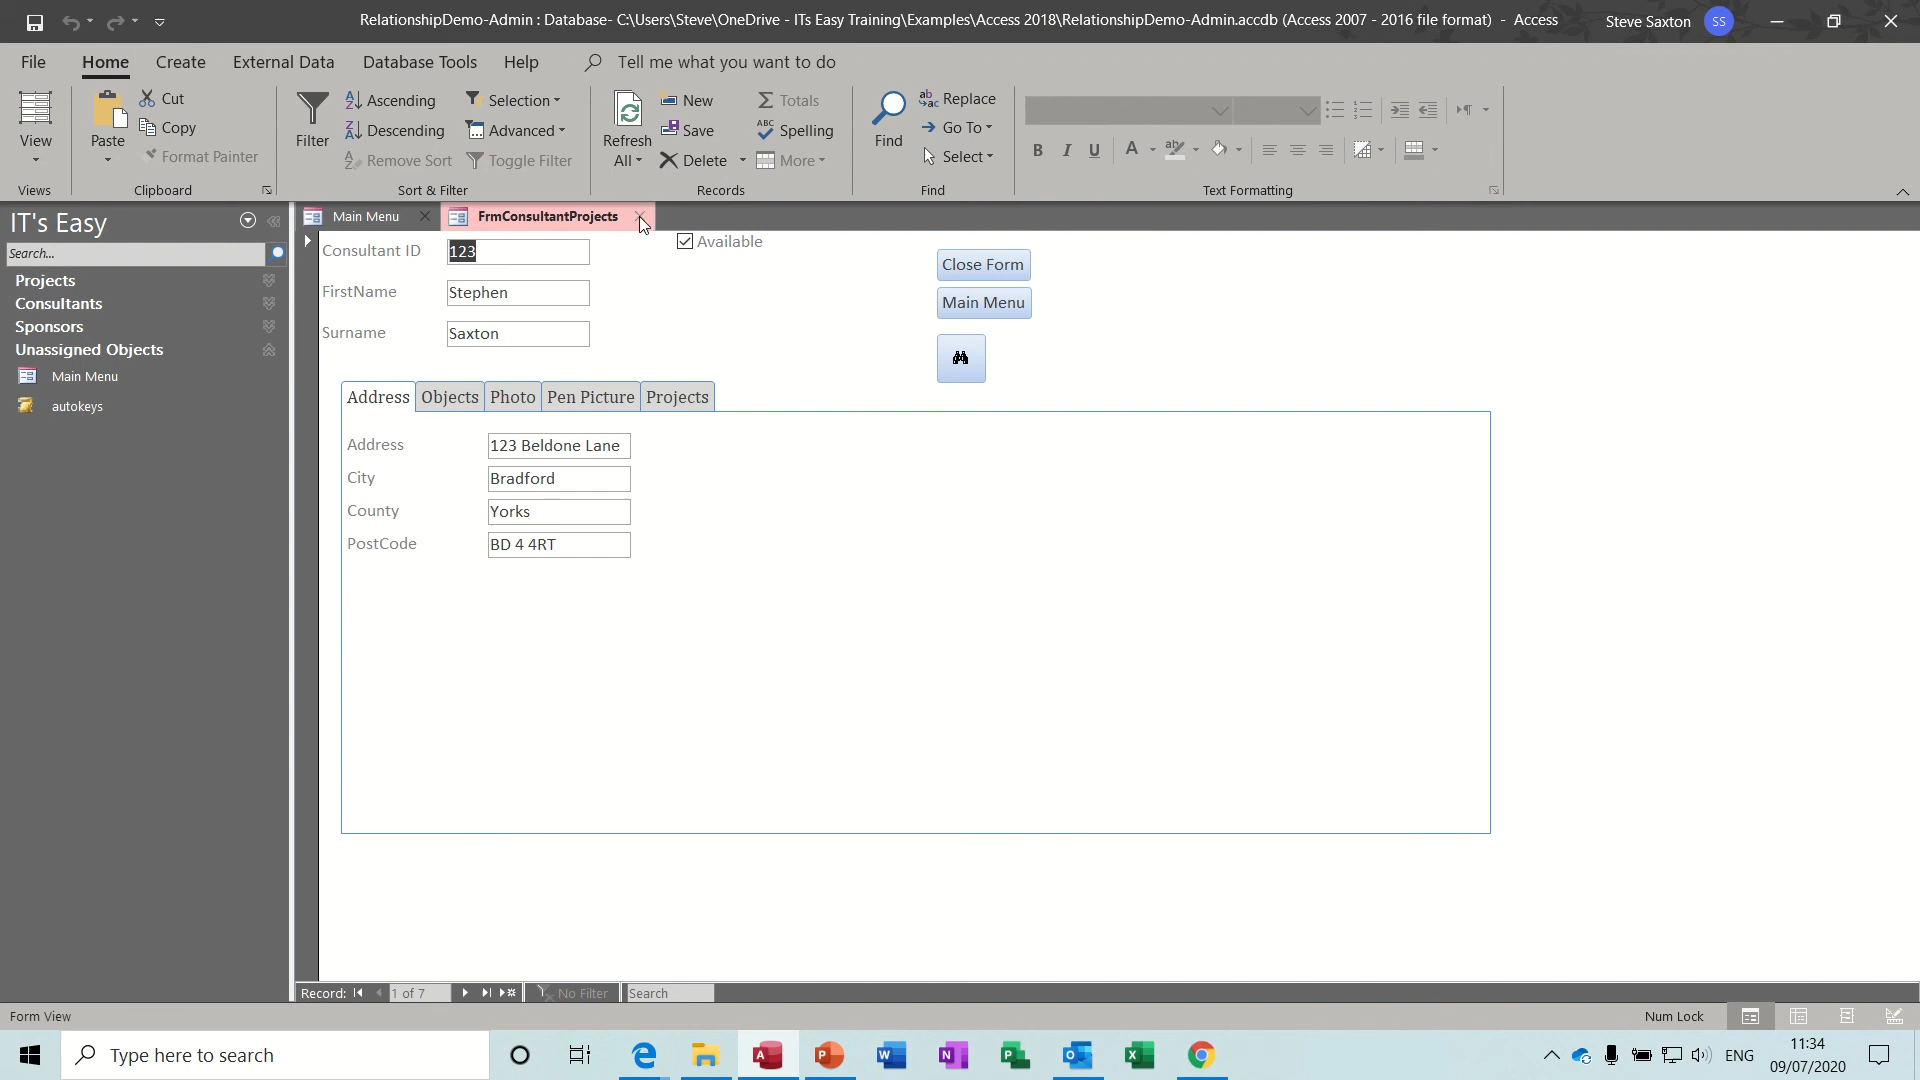 RelationshipDemo-Admin : Database- C:\Users\Steve\OneDrive - ITs Easy Training\Examples\Access 2018\RelationshipDemo-Admin.accdb (Access 2007 - 2016 file format) - Access
Steve Saxton SS
File Home Create External Data Database Tools Help Tell me what you want to do
View
Views
Paste
Cut
Copy
Format Painter
Clipboard
Filter
Ascending
Descending
Remove Sort
Selection
Advanced
Toggle Filter
Sort & Filter
Refresh
All
New
Save
Delete
Totals
Spelling
More
Records
Find
Replace
Go To
Select
Find
B I U A
Text Formatting
IT's Easy
Search...
Projects
Consultants
Sponsors
Unassigned Objects
Main Menu
autokeys
Main Menu FrmConsultantProjects
Consultant ID 123
Available
FirstName Stephen
Surname Saxton
Close Form
Main Menu
Address Objects Photo Pen Picture Projects
Address 123 Beldone Lane
City Bradford
County Yorks
PostCode BD 4 4RT
Record: 1 of 7 No Filter Search
Form View Num Lock
Type here to search
ENG
11:34
09/07/2020